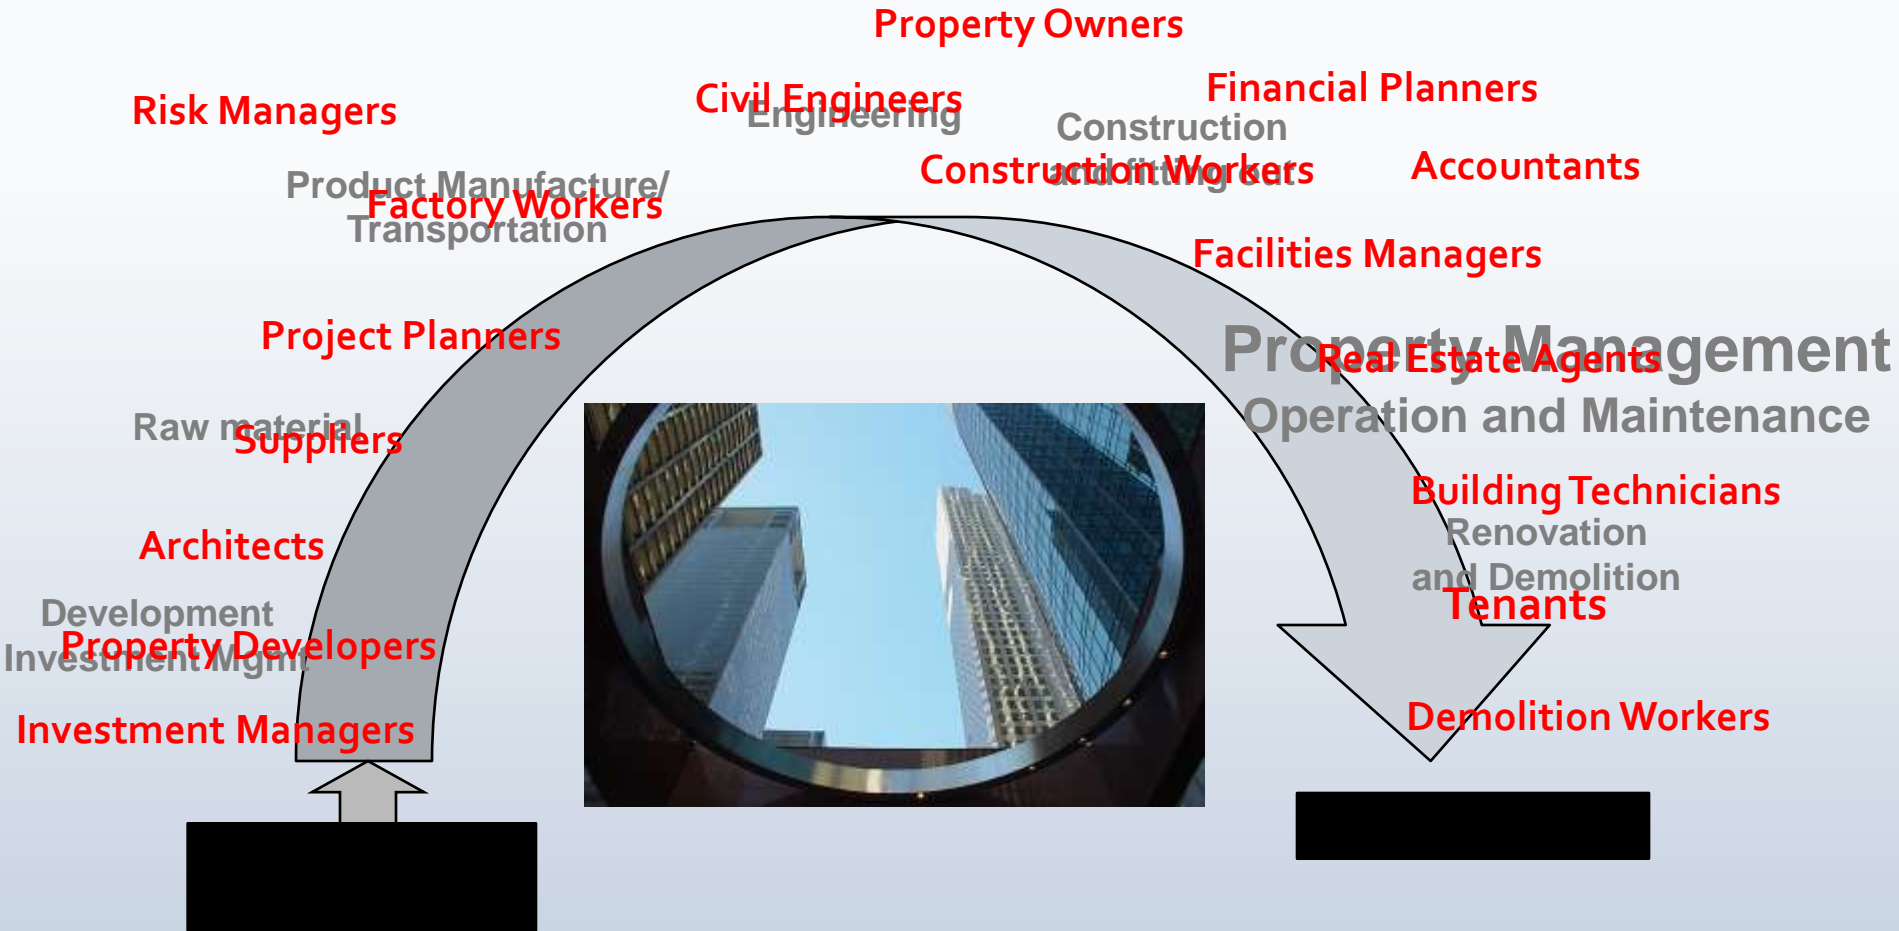 Property Owners
Risk Managers
Civil Engineers
Engineering
Financial Planners
Construction
and fitting out
Construction Workers
Accountants
Product Manufacture/
Transportation
Factory Workers
Facilities Managers
Project Planners
Property Management
Real Estate Agents
Operation and Maintenance
Raw material
Suppliers
Building Technicians
Architects
Renovation
and Demolition
Tenants
Development
Investment Mgmt
Property Developers
Investment Managers
Demolition Workers